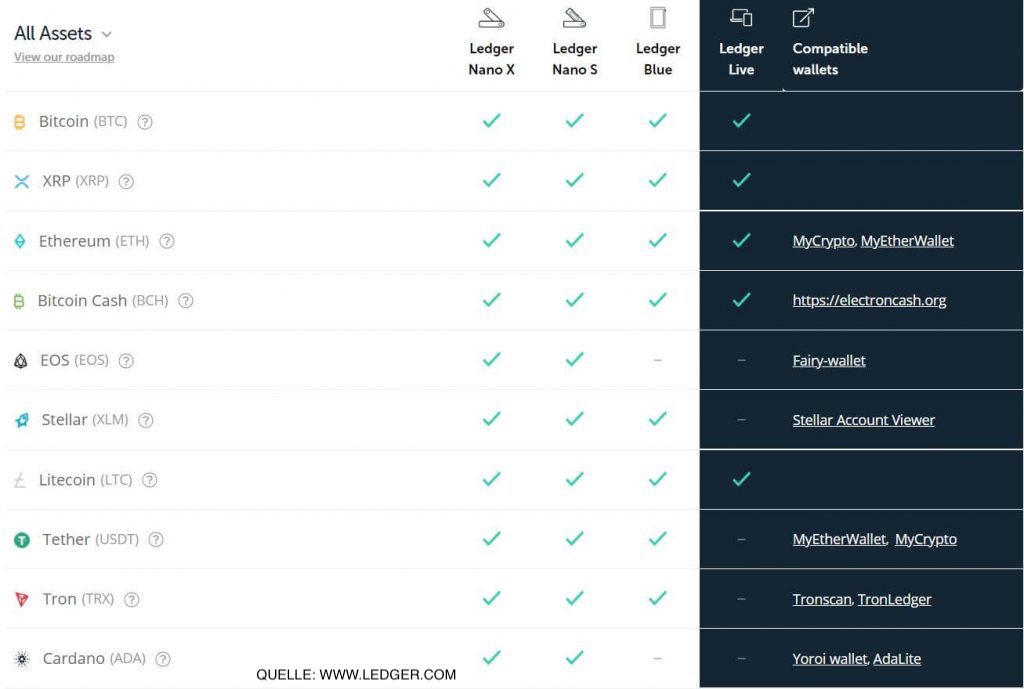 All Assets
View our roadmap
Ledger Nano X
Ledger Nano S
Ledger Blue
Ledger Live
Compatible wallets
Bitcoin (BTC) ?
XRP (XRP) ?
Ethereum (ETH) ? MyCrypto, MyEtherWallet
Bitcoin Cash (BCH) ? https://electroncash.org
EOS (EOS) ? – – Fairy-wallet
Stellar (XLM) ? – Stellar Account Viewer
Litecoin (LTC) ?
Tether (USDT) ? – MyEtherWallet, MyCrypto
Tron (TRX) ? – Tronscan, TronLedger
Cardano (ADA) ? – – Yoroi wallet, AdaLite
QUELLE: WWW.LEDGER.COM